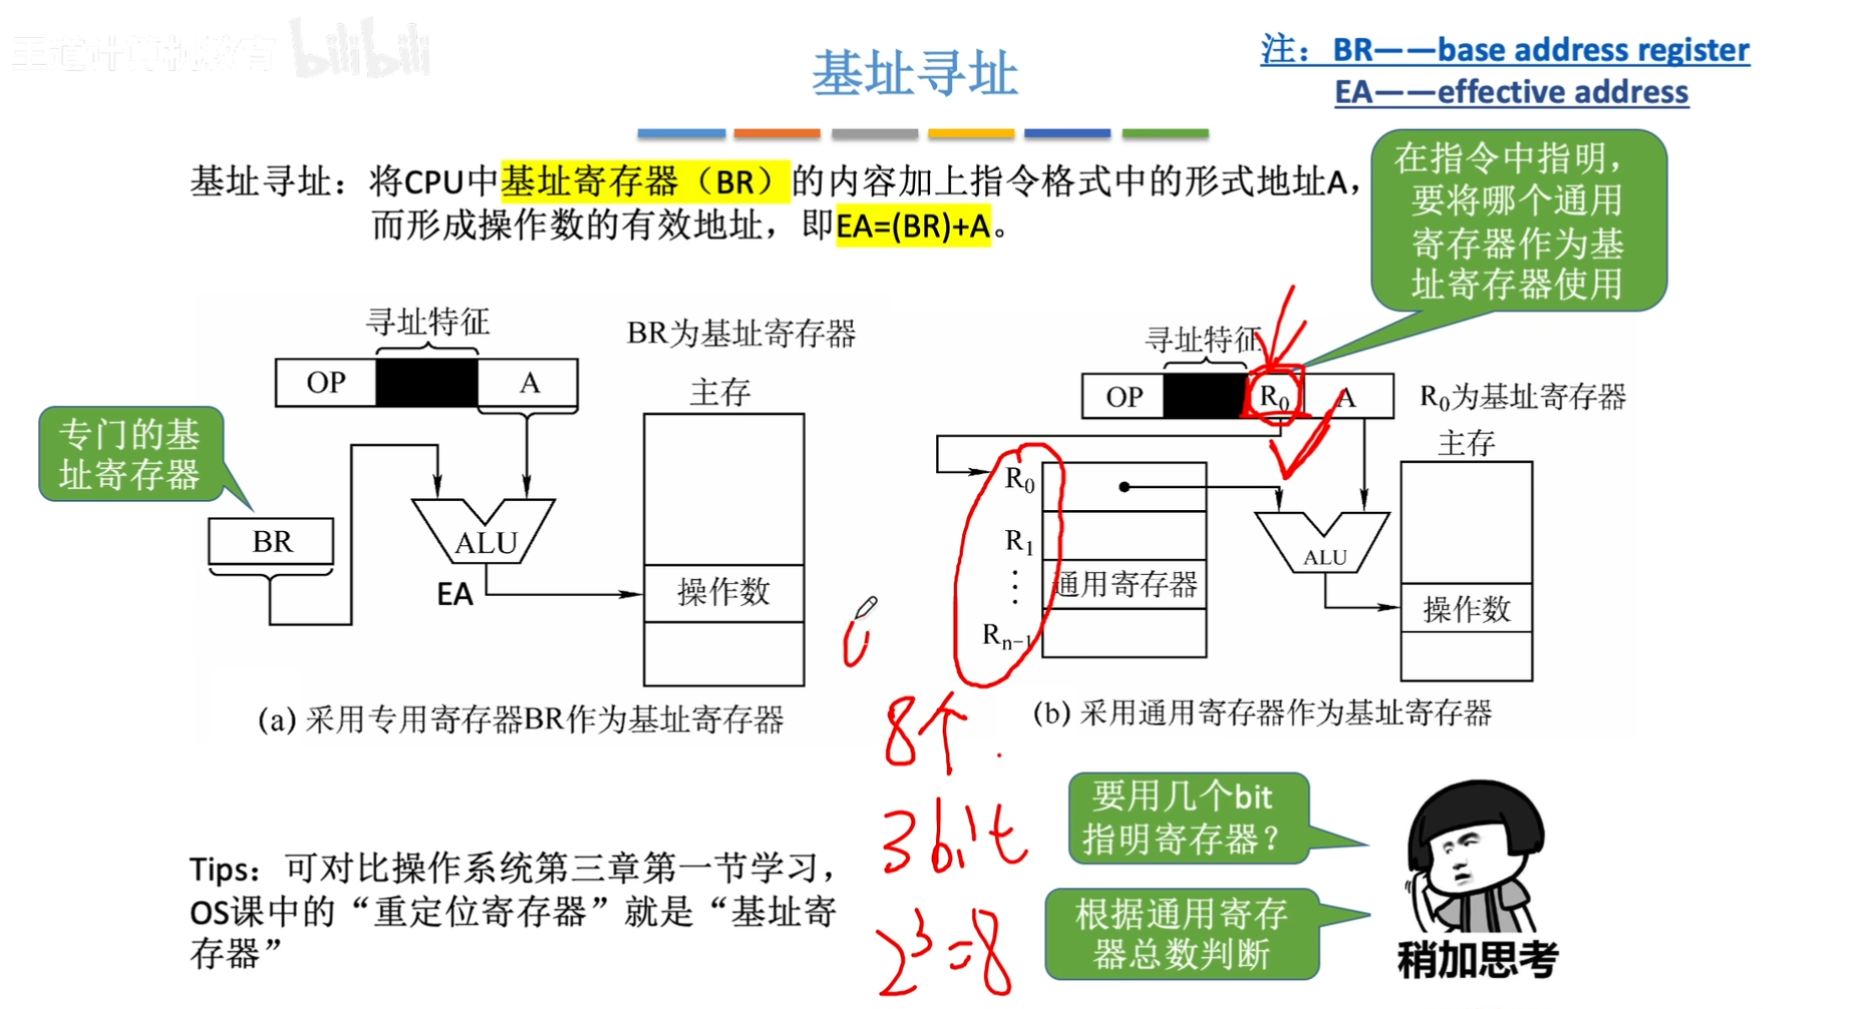 王道计算机教育 bilibili
基址寻址
注：BR——base address register
EA——effective address
基址寻址：将CPU中基址寄存器（BR）的内容加上指令格式中的形式地址A，
而形成操作数的有效地址，即EA=(BR)+A。
在指令中指明，
要将哪个通用
寄存器作为基
址寄存器使用
寻址特征
BR为基址寄存器
OP
A
主存
专门的基
址寄存器
BR
ALU
EA
操作数
(a) 采用专用寄存器BR作为基址寄存器
寻址特征
OP
R₀
A
R₀为基址寄存器
主存
R₀
R₁
⋮
通用寄存器
Rₙ₋₁
ALU
操作数
(b) 采用通用寄存器作为基址寄存器
8个
3bit
2³=8
要用几个bit
指明寄存器？
根据通用寄存
器总数判断
稍加思考
Tips：可对比操作系统第三章第一节学习，
OS课中的“重定位寄存器”就是“基址寄
存器”